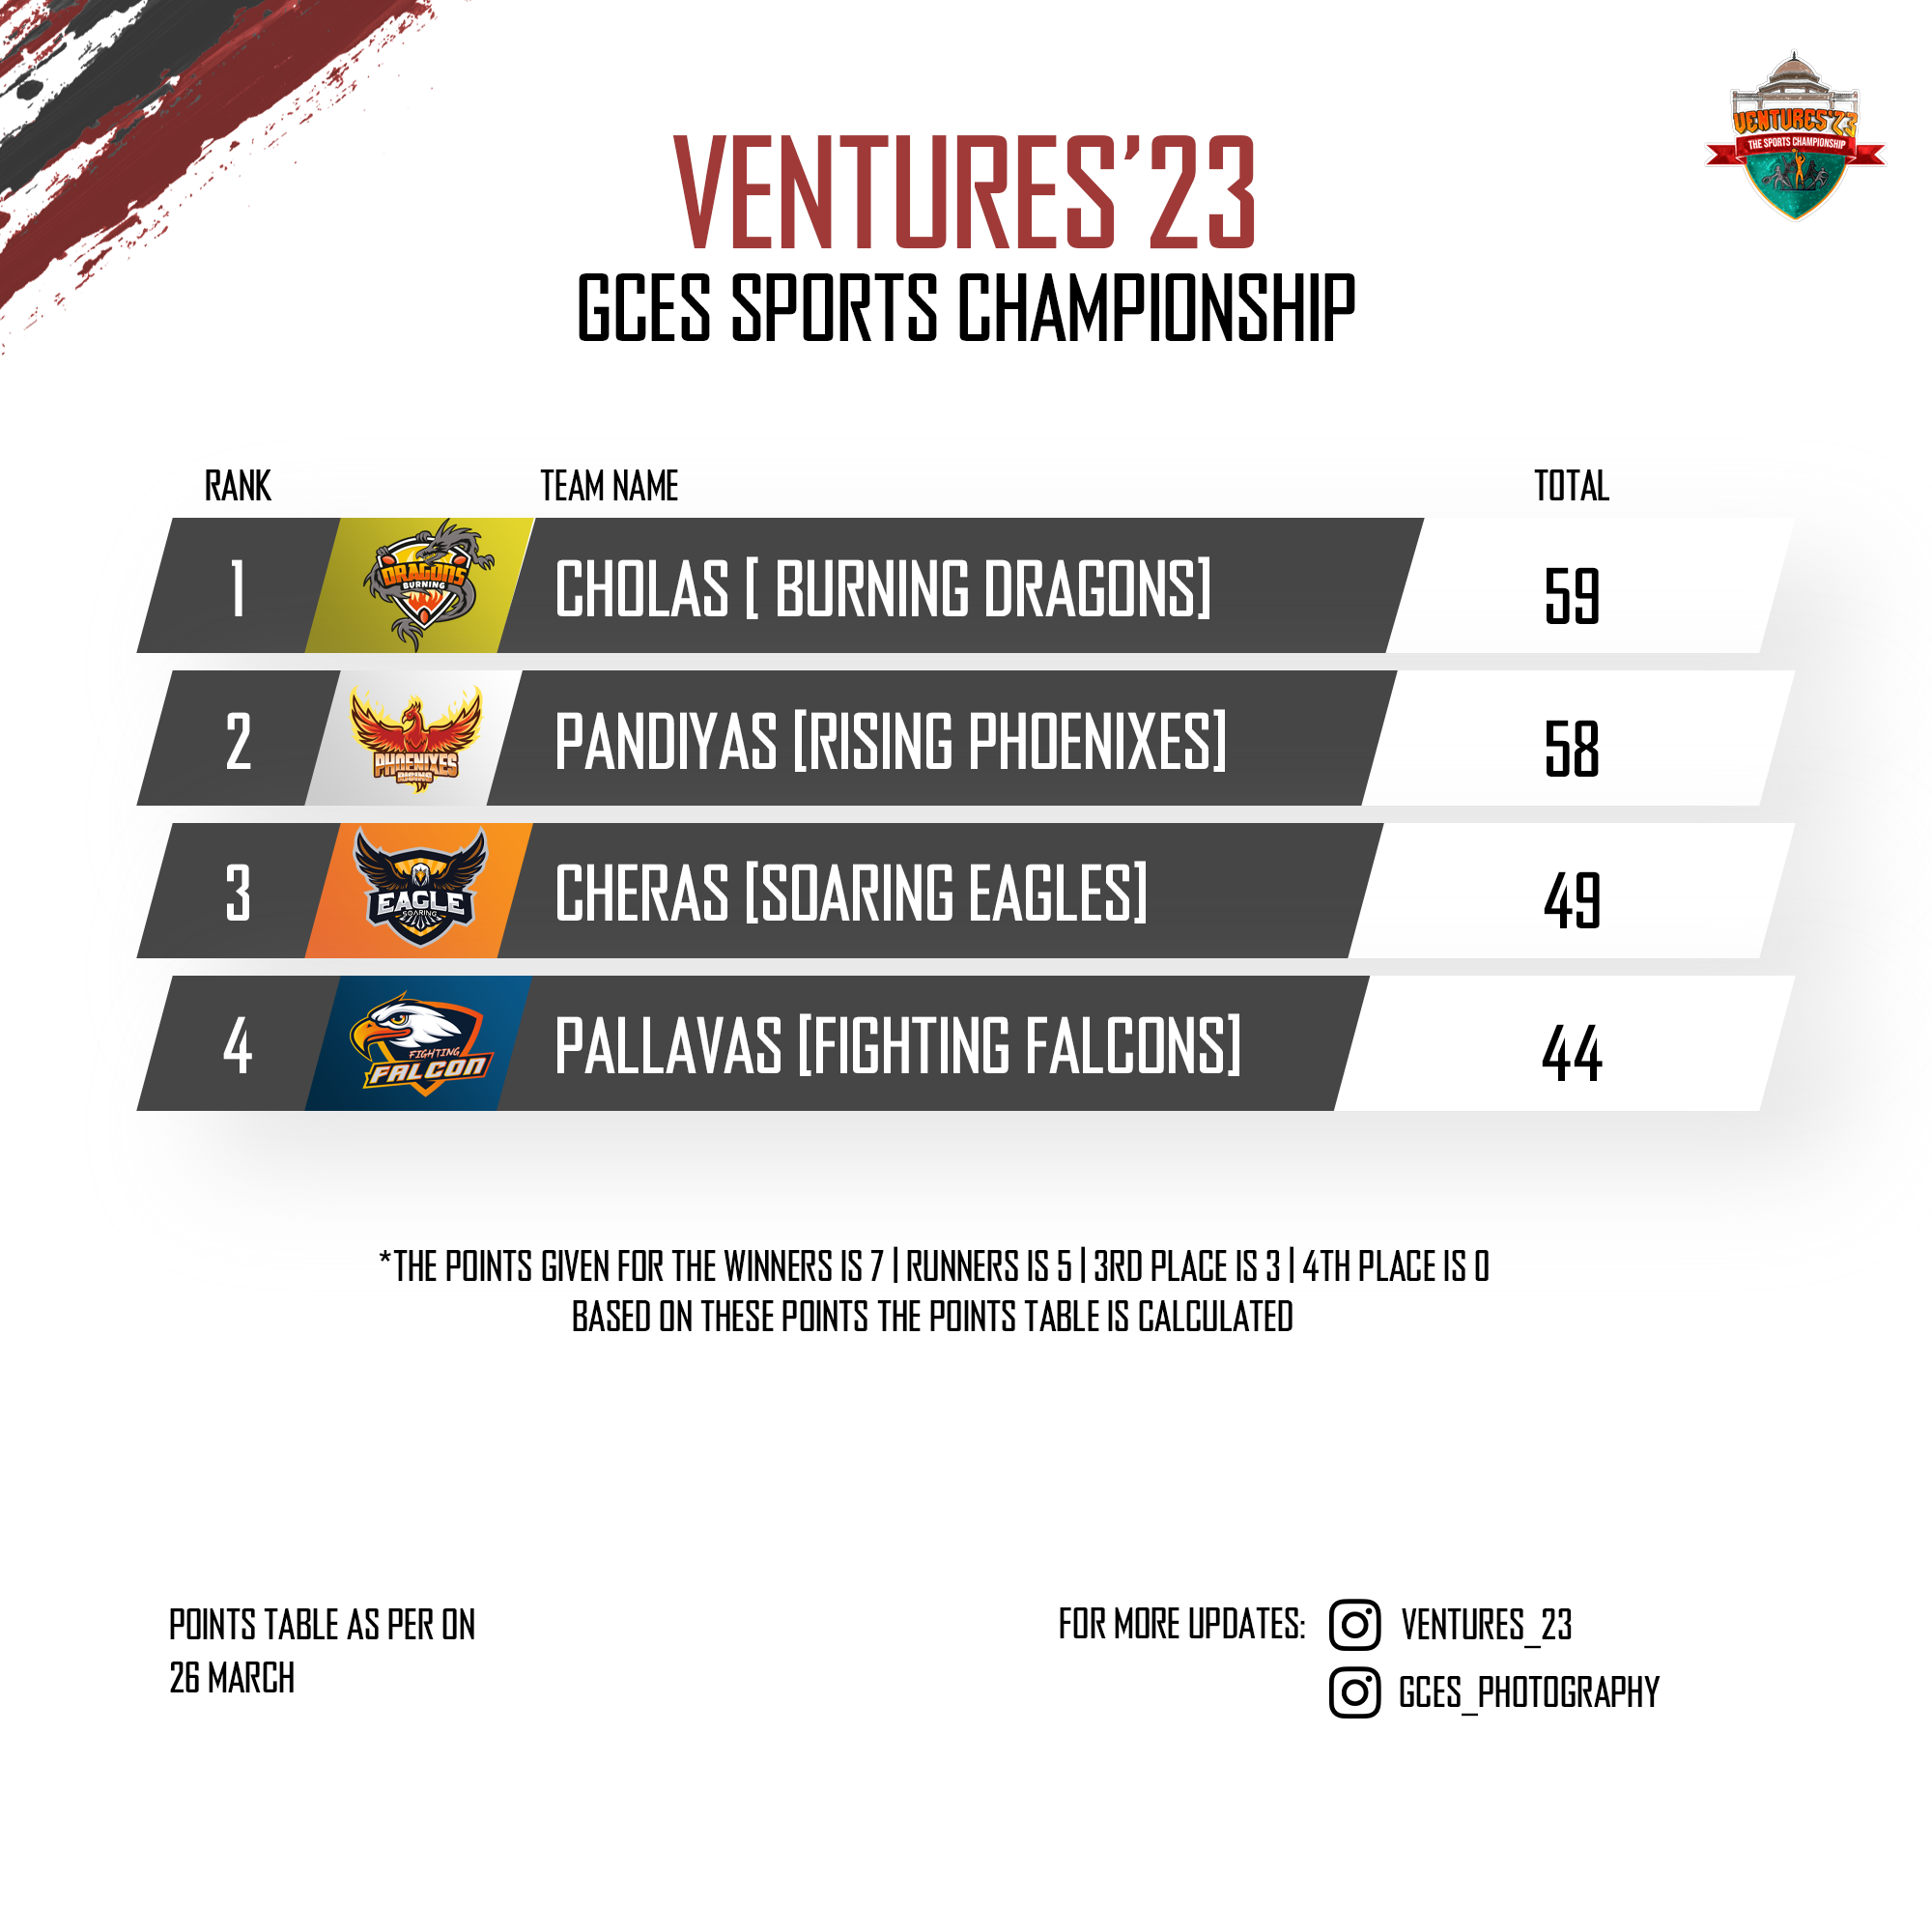 VENTURES'23
THE SPORTS CHAMPIONSHIP
VENTURES'23
GCES SPORTS CHAMPIONSHIP
RANK TEAM NAME TOTAL
1 DRAGONS BURNING CHOLAS [ BURNING DRAGONS] 59
2 PHOENIXES RISING PANDIYAS [RISING PHOENIXES] 58
3 EAGLE SOARING CHERAS [SOARING EAGLES] 49
4 FIGHTING FALCON PALLAVAS [FIGHTING FALCONS] 44
*THE POINTS GIVEN FOR THE WINNERS IS 7 | RUNNERS IS 5 | 3RD PLACE IS 3 | 4TH PLACE IS 0
BASED ON THESE POINTS THE POINTS TABLE IS CALCULATED
POINTS TABLE AS PER ON
26 MARCH
FOR MORE UPDATES: VENTURES_23
GCES_PHOTOGRAPHY